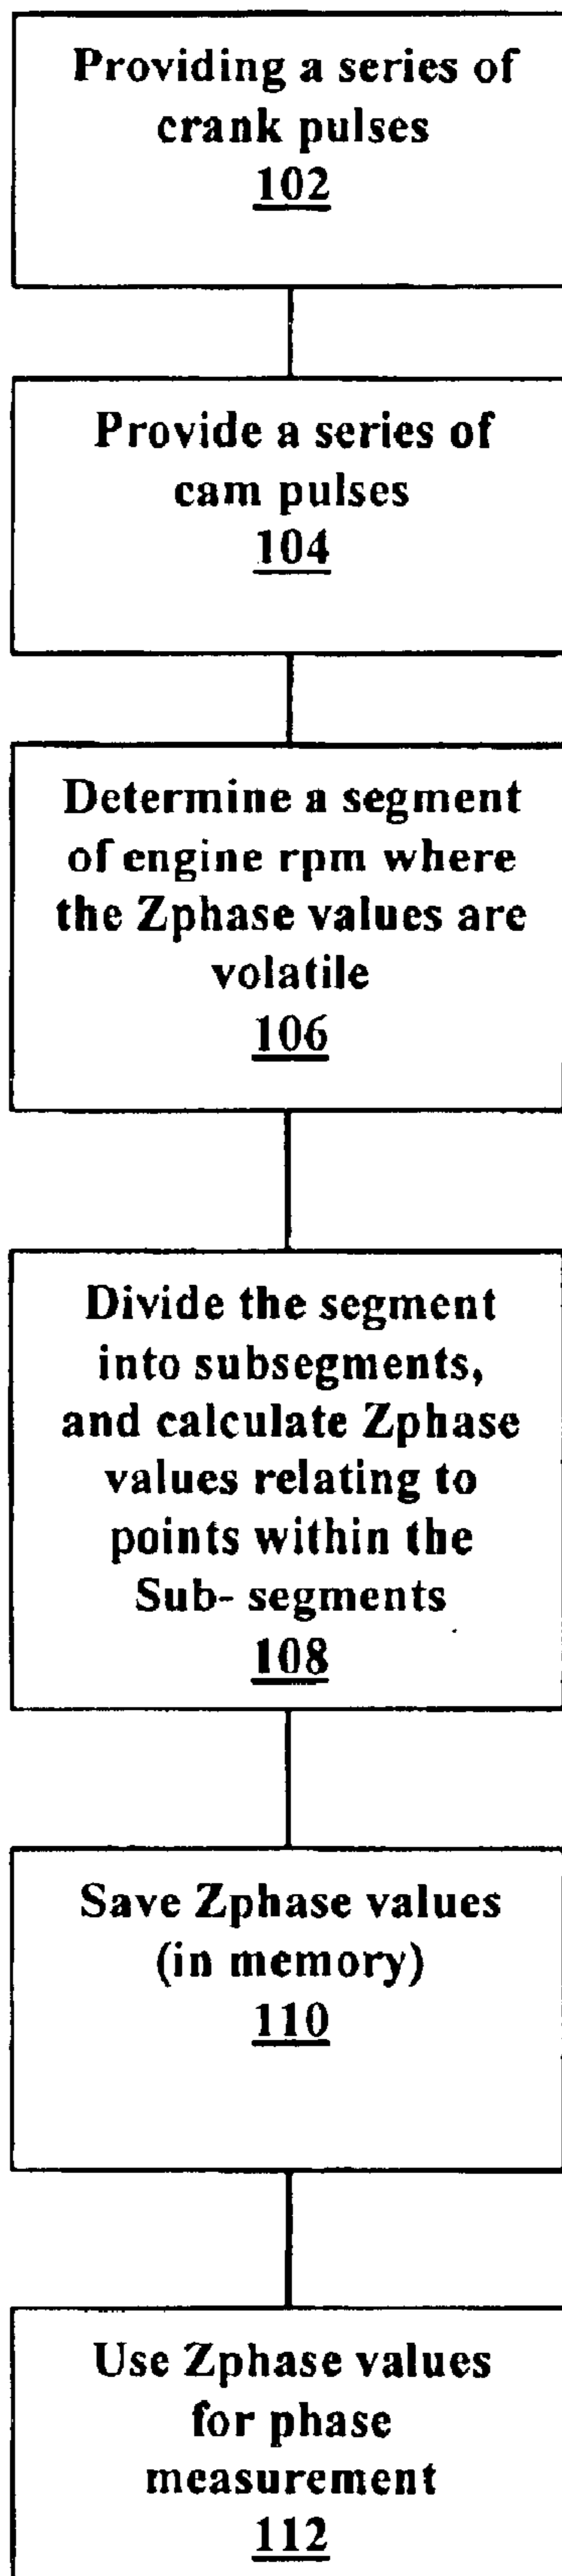 Providing a series of
crank pulses
102
Provide a series of
cam pulses
104
Determine a segment
of engine rpm where
the Zphase values are
volatile
106
Divide the segment
into subsegments,
and calculate Zphase
values relating to
points within the
Sub- segments
108
Save Zphase values
(in memory)
110
Use Zphase values
for phase
measurement
112